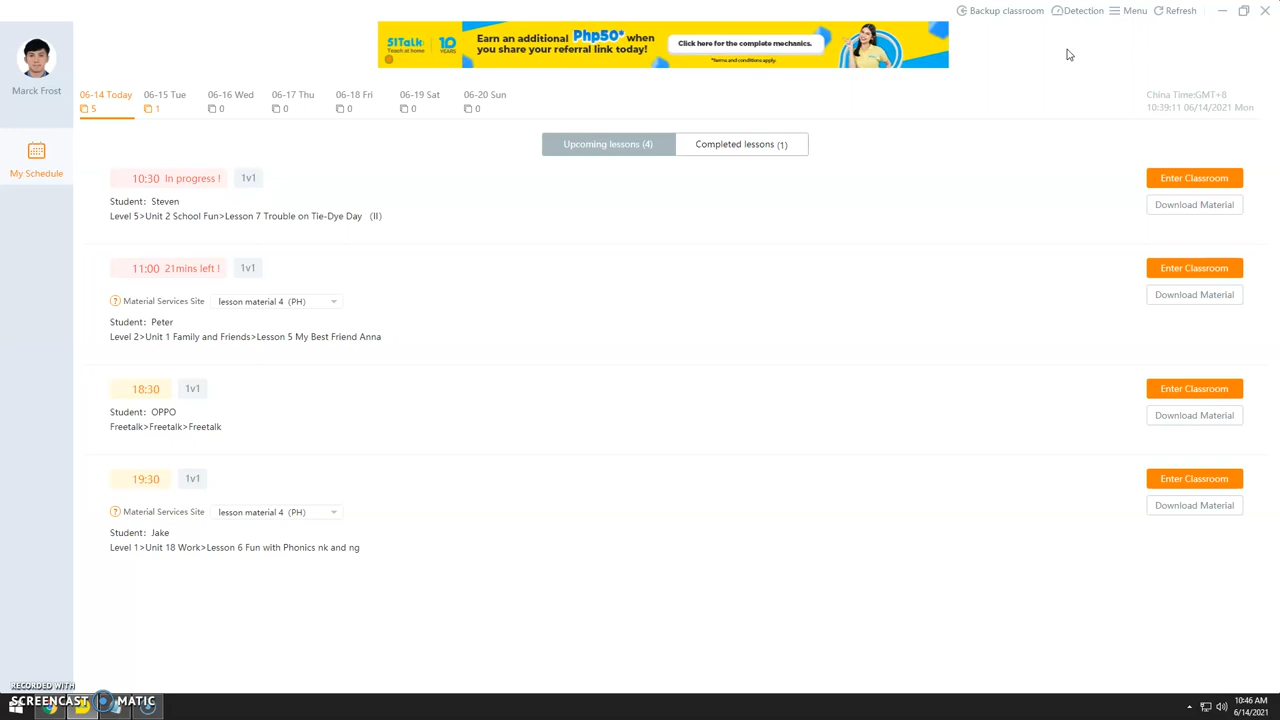 Backup classroom Detection Menu Refresh
51Talk Teach at home 10 YEARS
Earn an additional Php50* when you share your referral link today!
Click here for the complete mechanics.
*terms and conditions apply.
Marck Frost
My Schedule
06-14 Today 06-15 Tue 06-16 Wed 06-17 Thu 06-18 Fri 06-19 Sat 06-20 Sun
5 1 0 0 0 0 0
China Time:GMT+8
10:39:11 06/14/2021 Mon
Upcoming lessons (4) Completed lessons (1)
10:30 In progress ! 1v1 Enter Classroom
Student: Steven Download Material
Level 5>Unit 2 School Fun>Lesson 7 Trouble on Tie-Dye Day （II）
11:00 21mins left ! 1v1 Enter Classroom
? Material Services Site lesson material 4 (PH) Download Material
Student: Peter
Level 2>Unit 1 Family and Friends>Lesson 5 My Best Friend Anna
18:30 1v1 Enter Classroom
Student: OPPO Download Material
Freetalk>Freetalk>Freetalk
19:30 1v1 Enter Classroom
? Material Services Site lesson material 4 (PH) Download Material
Student: Jake
Level 1>Unit 18 Work>Lesson 6 Fun with Phonics nk and ng
RECORDED WITH
SCREENCAST MATIC
10:46 AM
6/14/2021